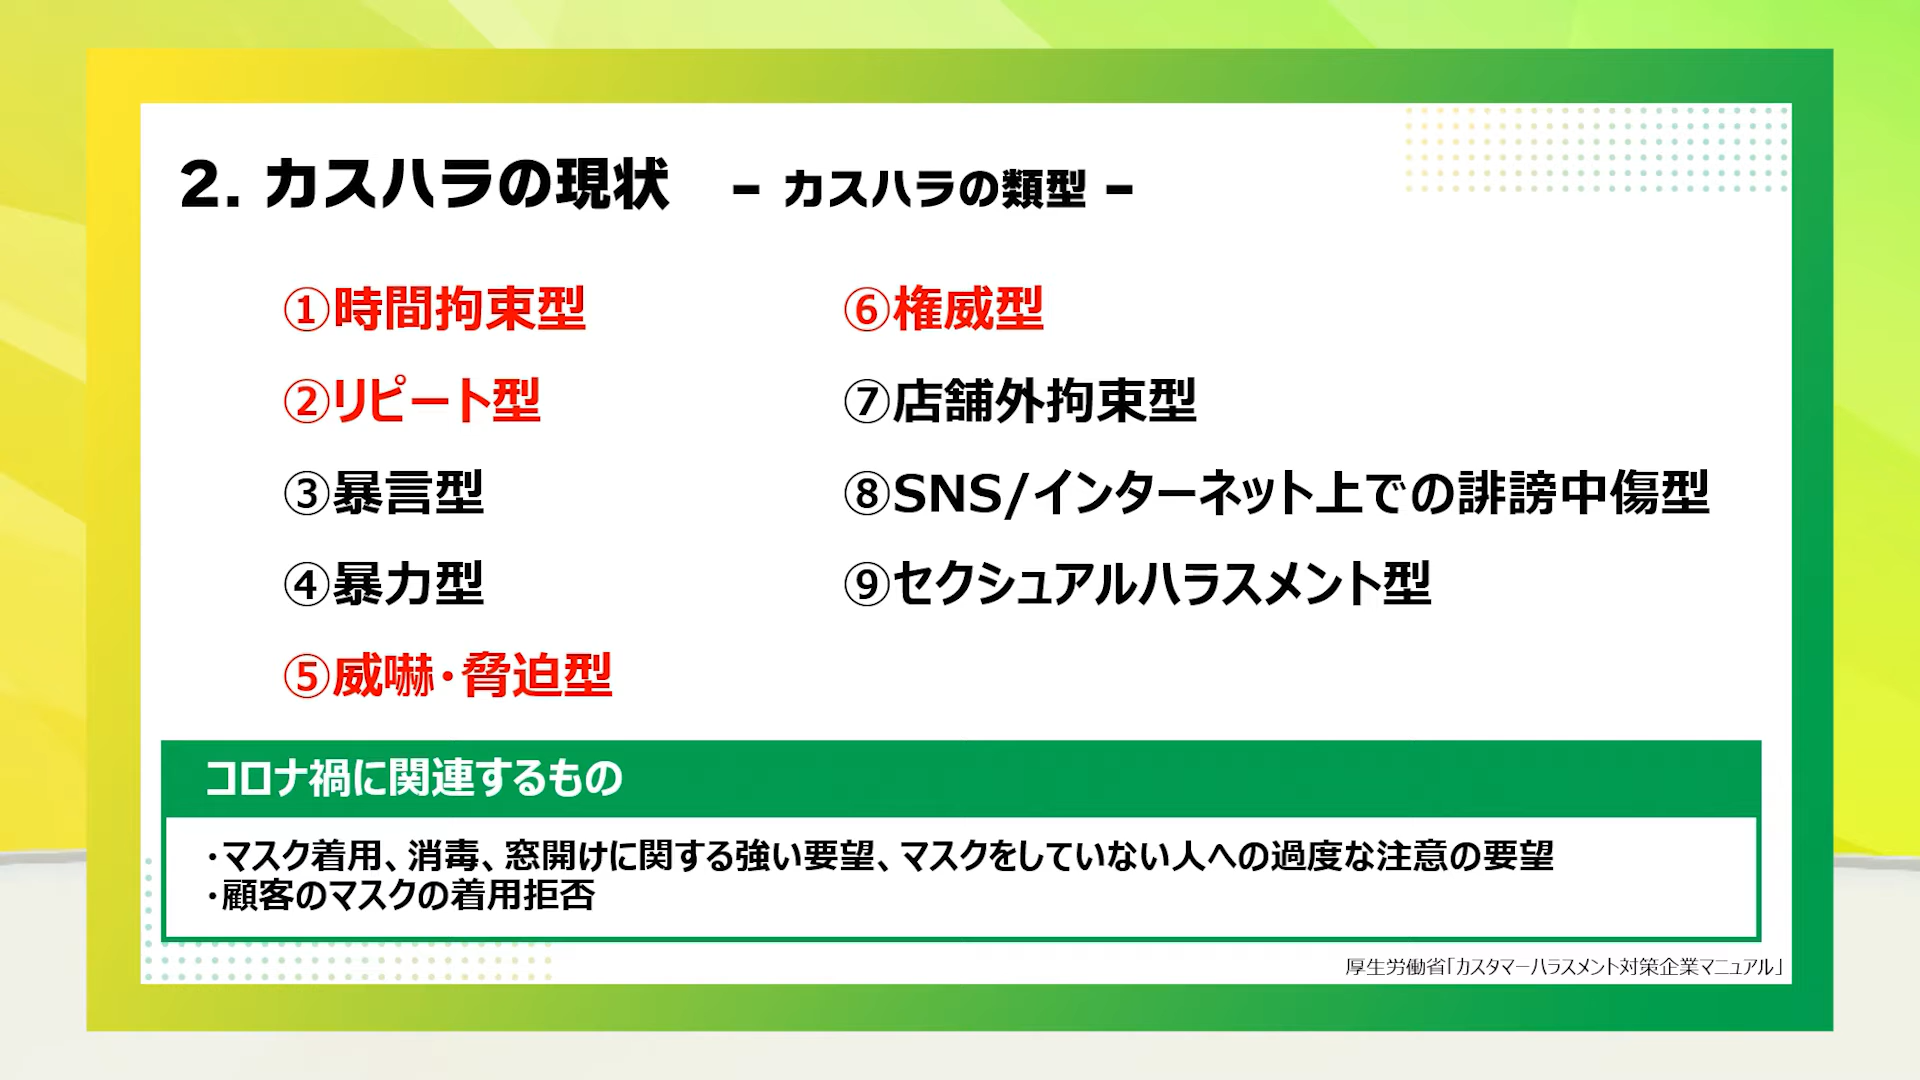 2. カスハラの現状 － カスハラの類型 －
①時間拘束型
②リピート型
③暴言型
④暴力型
⑤威嚇・脅迫型
⑥権威型
⑦店舗外拘束型
⑧SNS/インターネット上での誹謗中傷型
⑨セクシュアルハラスメント型
コロナ禍に関連するもの
・マスク着用、消毒、窓開けに関する強い要望、マスクをしていない人への過度な注意の要望
・顧客のマスクの着用拒否
厚生労働省「カスタマーハラスメント対策企業マニュアル」